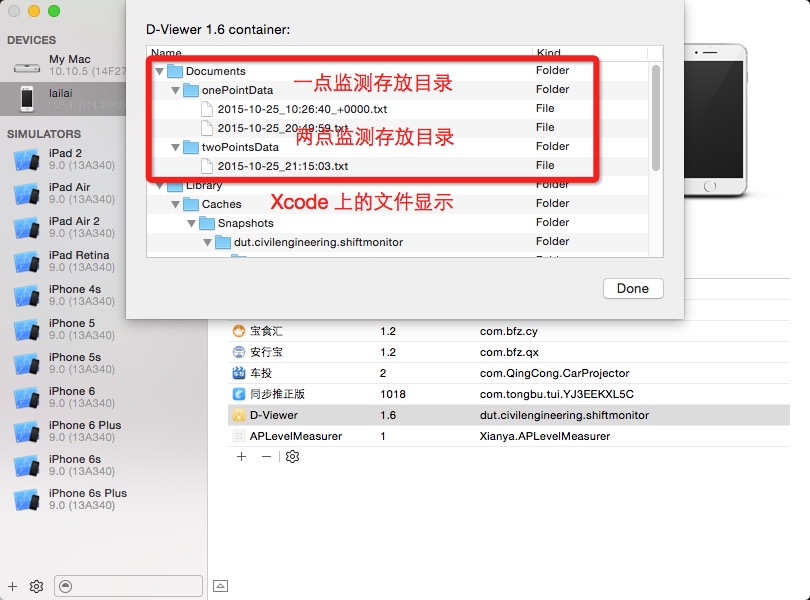 D-Viewer 1.6 container:
Name Kind
Documents Folder
onePointData Folder
一点监测存放目录
2015-10-25_10:26:40_+0000.txt File
2015-10-25_20:49:59.txt File
两点监测存放目录
twoPointsData Folder
2015-10-25_21:15:03.txt File
Library Folder
Caches Folder
Xcode 上的文件显示
Snapshots Folder
dut.civilengineering.shiftmonitor Folder
Done
DEVICES
My Mac
10.10.5 (14F27
lailai
SIMULATORS
iPad 2
9.0 (13A340)
iPad Air
9.0 (13A340)
iPad Air 2
9.0 (13A340)
iPad Retina
9.0 (13A340)
iPhone 4s
9.0 (13A340)
iPhone 5
9.0 (13A340)
iPhone 5s
9.0 (13A340)
iPhone 6
9.0 (13A340)
iPhone 6 Plus
9.0 (13A340)
iPhone 6s
9.0 (13A340)
iPhone 6s Plus
9.0 (13A340)
宝食汇 1.2 com.bfz.cy
安行宝 1.2 com.bfz.qx
车投 2 com.QingCong.CarProjector
同步推正版 1018 com.tongbu.tui.YJ3EEKXL5C
D-Viewer 1.6 dut.civilengineering.shiftmonitor
APLevelMeasurer 1 Xianya.APLevelMeasurer